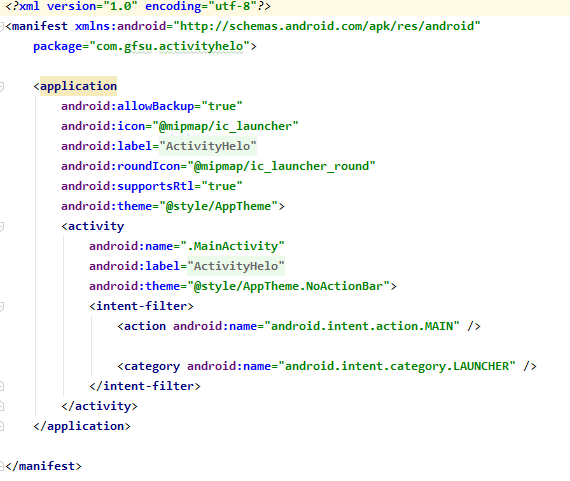 <?xml version="1.0" encoding="utf-8"?>
<manifest xmlns:android="http://schemas.android.com/apk/res/android"
package="com.gfsu.activityhelo">
<application
android:allowBackup="true"
android:icon="@mipmap/ic_launcher"
android:label="ActivityHelo"
android:roundIcon="@mipmap/ic_launcher_round"
android:supportsRtl="true"
android:theme="@style/AppTheme">
<activity
android:name=".MainActivity"
android:label="ActivityHelo"
android:theme="@style/AppTheme.NoActionBar">
<intent-filter>
<action android:name="android.intent.action.MAIN" />
<category android:name="android.intent.category.LAUNCHER" />
</intent-filter>
</activity>
</application>
</manifest>